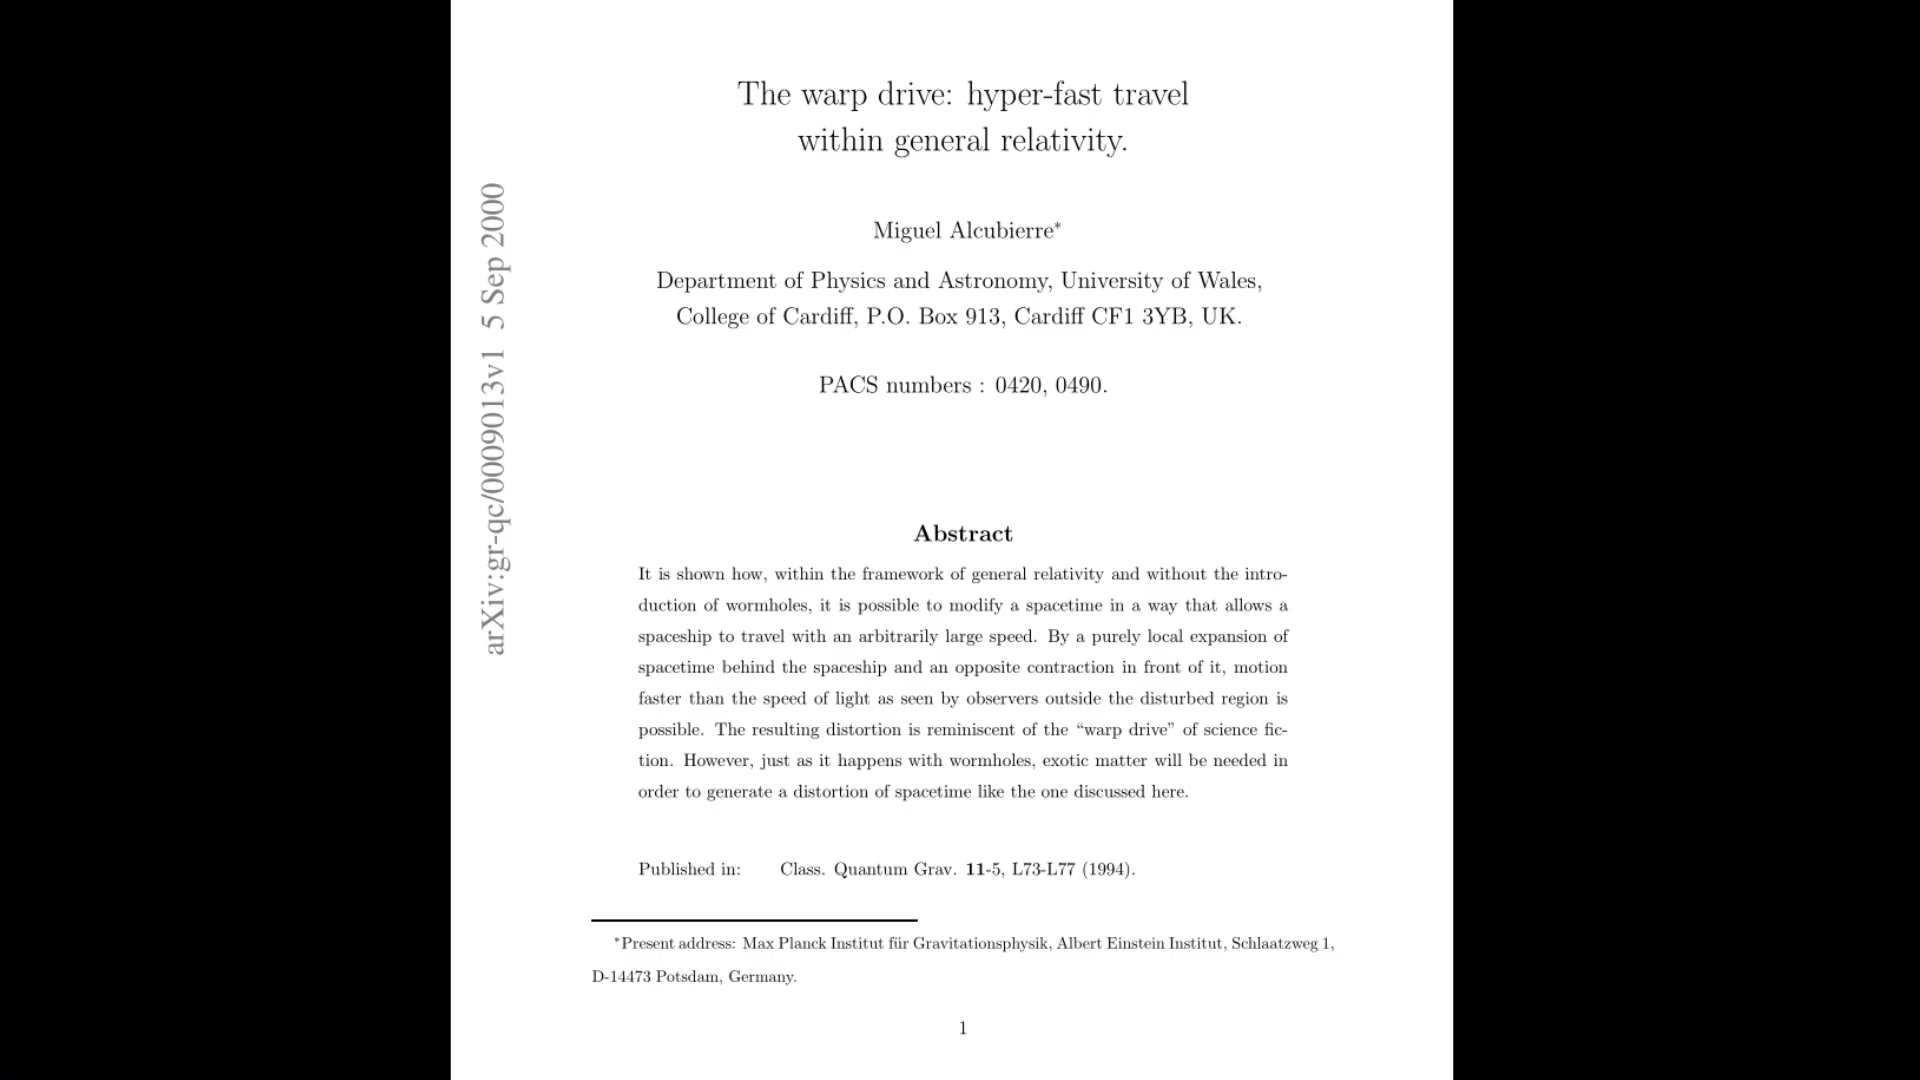 The warp drive: hyper-fast travel
within general relativity.
Miguel Alcubierre*
Department of Physics and Astronomy, University of Wales,
College of Cardiff, P.O. Box 913, Cardiff CF1 3YB, UK.
PACS numbers : 0420, 0490.
arXiv:gr-qc/0009013v1 5 Sep 2000
Abstract
It is shown how, within the framework of general relativity and without the intro-
duction of wormholes, it is possible to modify a spacetime in a way that allows a
spaceship to travel with an arbitrarily large speed. By a purely local expansion of
spacetime behind the spaceship and an opposite contraction in front of it, motion
faster than the speed of light as seen by observers outside the disturbed region is
possible. The resulting distortion is reminiscent of the “warp drive” of science fic-
tion. However, just as it happens with wormholes, exotic matter will be needed in
order to generate a distortion of spacetime like the one discussed here.
Published in: Class. Quantum Grav. 11-5, L73-L77 (1994).
*Present address: Max Planck Institut für Gravitationsphysik, Albert Einstein Institut, Schlaatzweg 1,
D-14473 Potsdam, Germany.
1